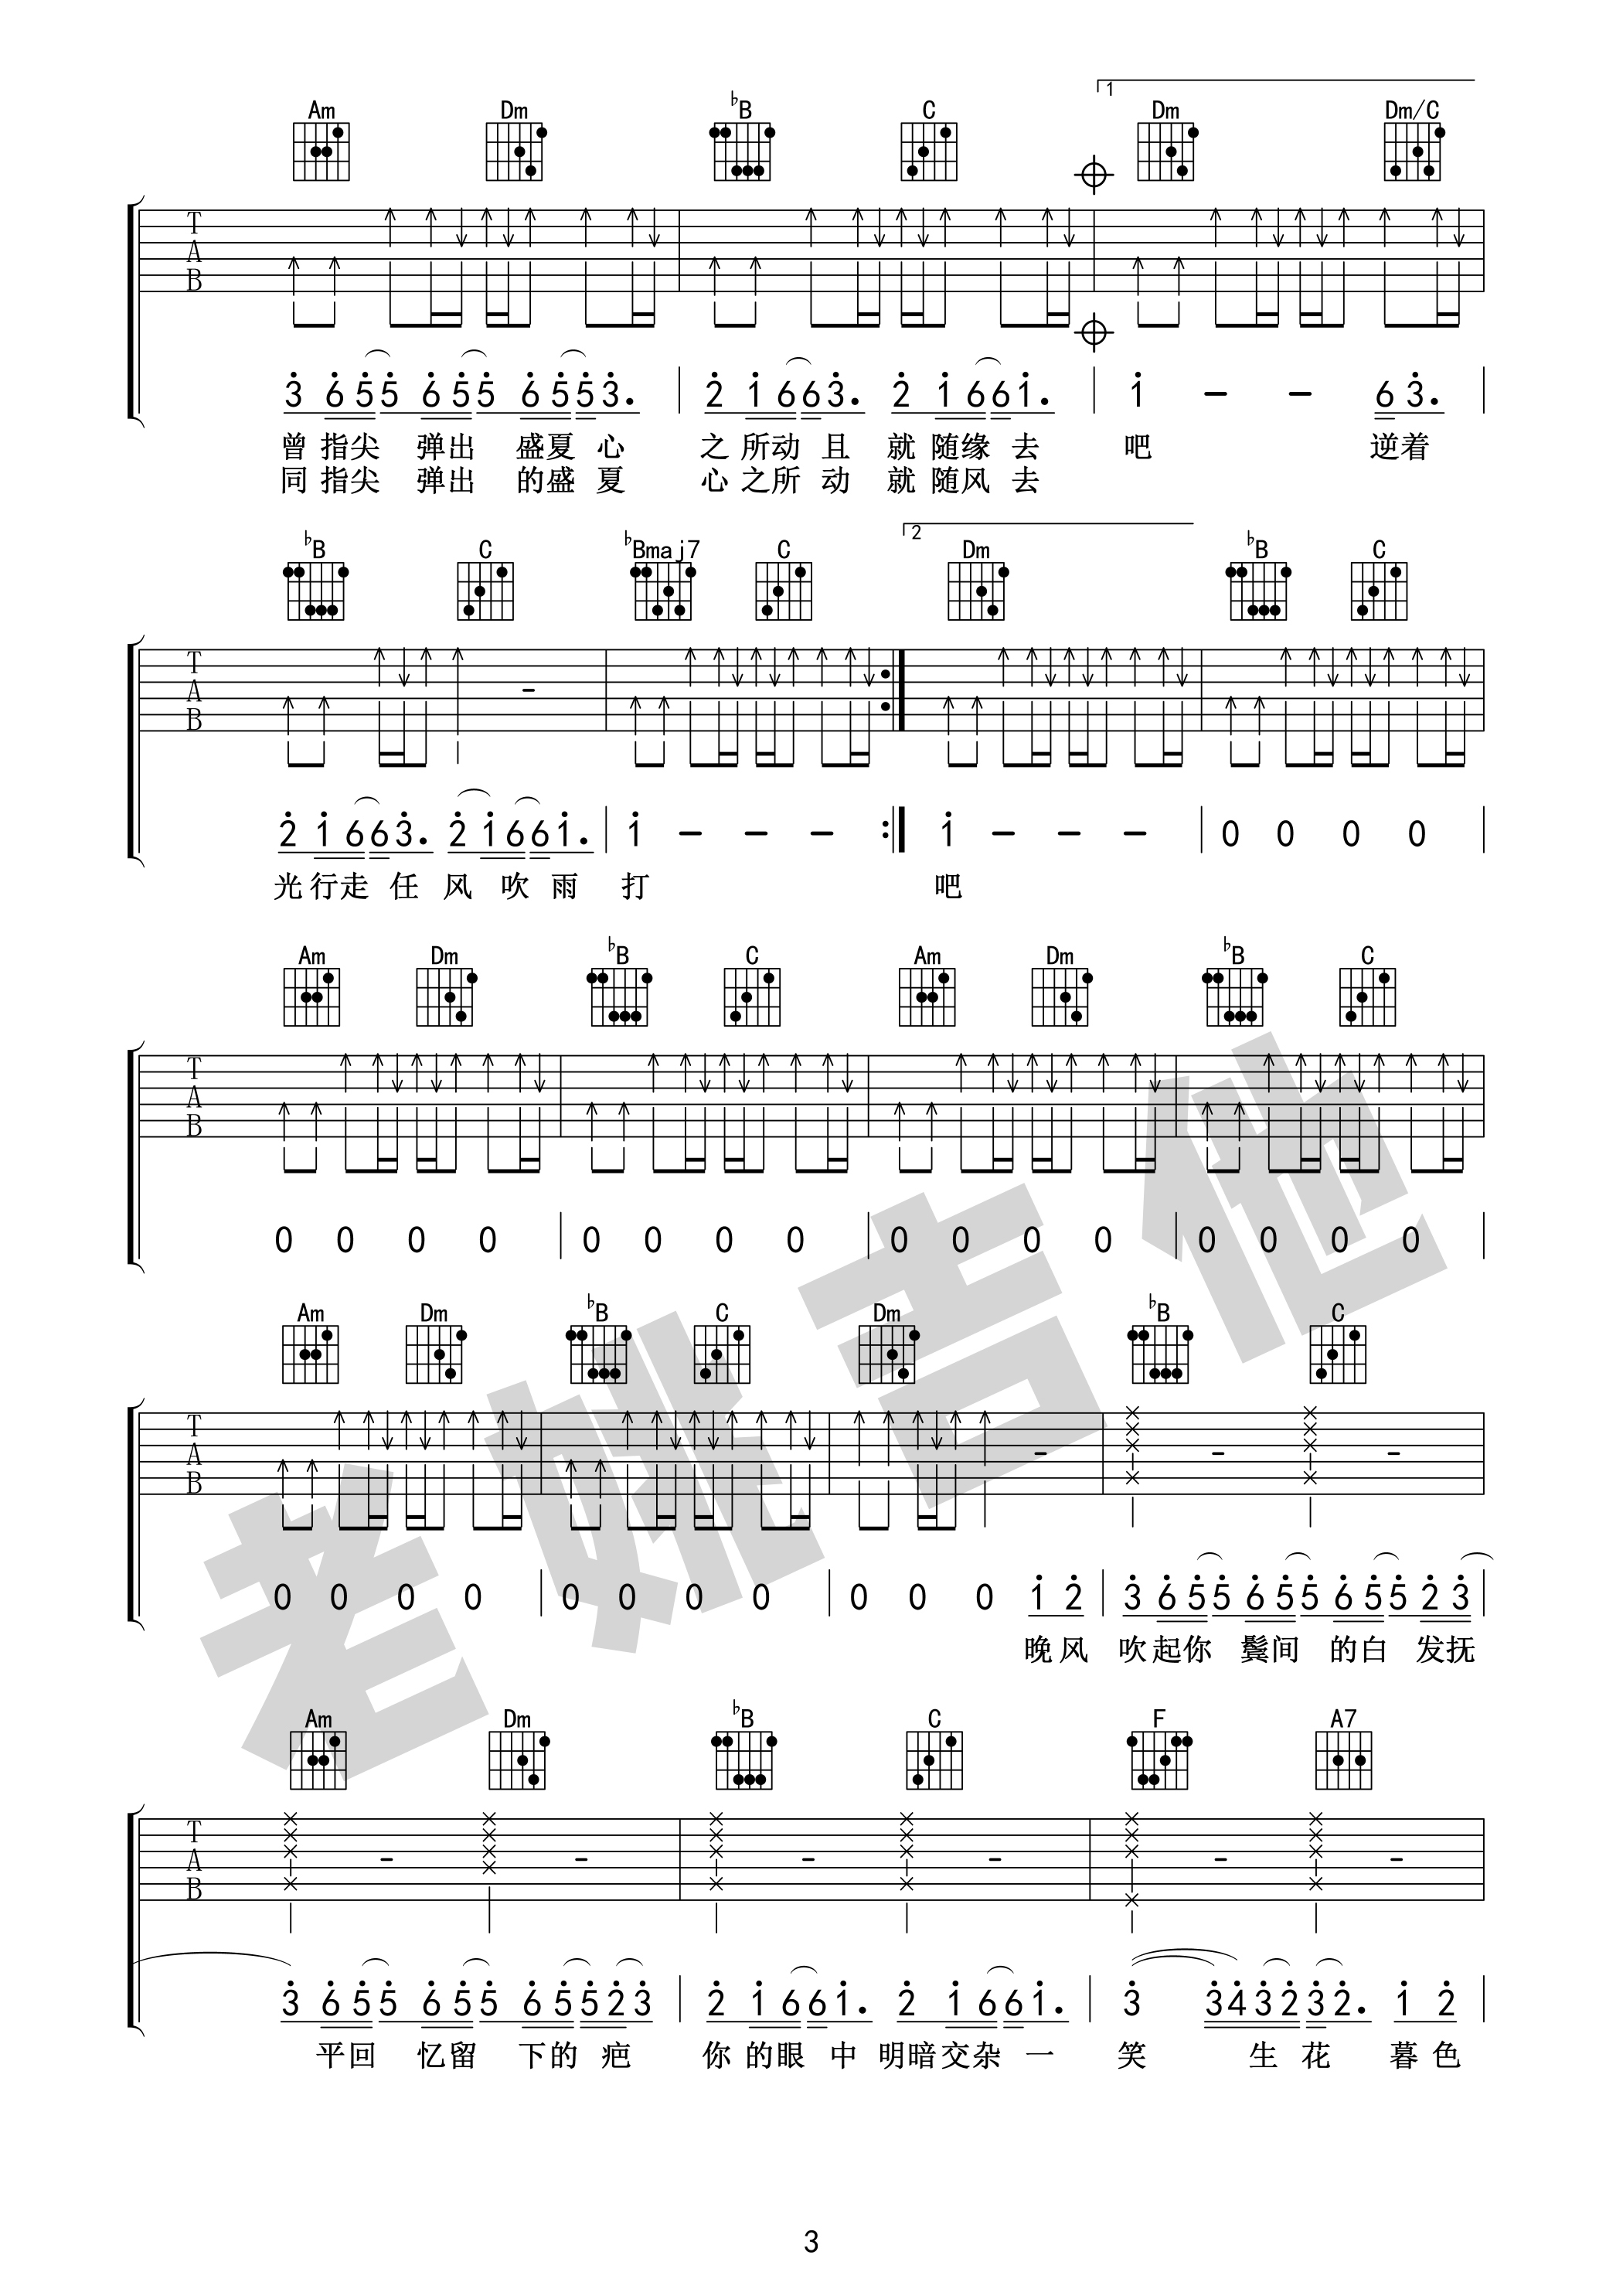 Am Dm ♭B C 1 Dm Dm/C
T
A
B
3 6 5 5 6 5 5 6 5 5 3. | 2 1 6 6 3. 2 1 6 6 1. | 1 - - 6 3. |
曾 指尖 弹出 盛夏 心 之 所动 且 就 随缘 去 吧 逆着
同 指尖 弹出 的盛 夏 心 之所 动 就 随风 去
♭B C ♭Bmaj7 C 2 Dm ♭B C
T
A
B
2 1 6 6 3. 2 1 6 6 1. | 1 - - - :| 1 - - - | 0 0 0 0 |
光 行走 任 风 吹 雨 打 吧
Am Dm ♭B C Am Dm ♭B C
T
A
B
0 0 0 0 | 0 0 0 0 | 0 0 0 0 | 0 0 0 0 |
Am Dm ♭B C Dm ♭B C
T
A
B
0 0 0 0 | 0 0 0 0 | 0 0 0 1 2 | 3 6 5 5 6 5 5 6 5 5 2 3 |
晚风 吹起你 鬓间 的白 发抚
Am Dm ♭B C F A7
T
A
B
3 6 5 5 6 5 5 6 5 5 2 3 | 2 1 6 6 1. 2 1 6 6 1. | 3 3 4 3 2 3 2. 1 2 |
平回 忆留 下的 疤 你 的眼 中 明暗交杂 一 笑 生 花 暮 色
老姚吉他
3